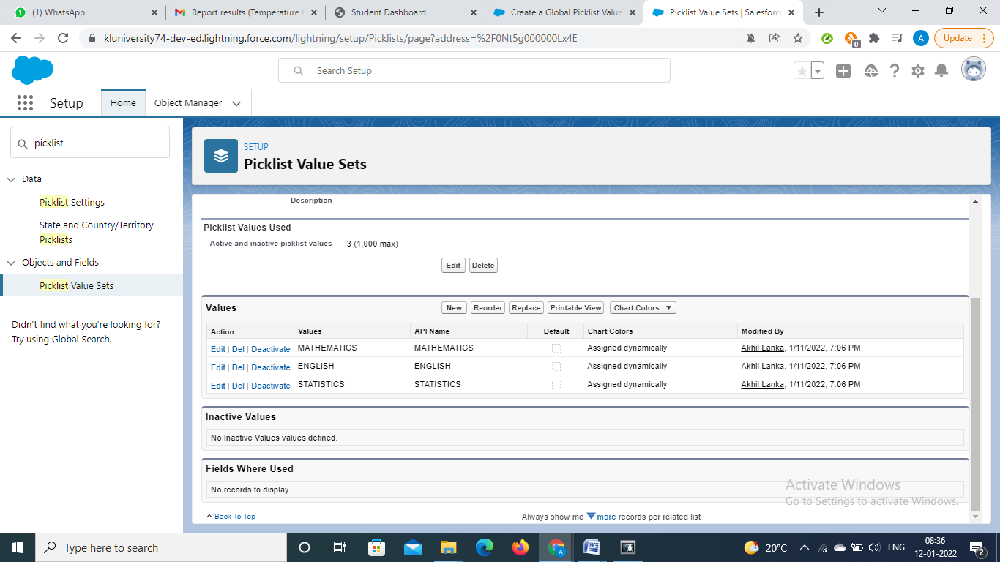 (1) WhatsApp
Report results (Temperature t
Student Dashboard
Create a Global Picklist Value
Picklist Value Sets | Salesforc
kluniversity74-dev-ed.lightning.force.com/lightning/setup/Picklists/page?address=%2F0Nt5g000000Lx4E
0
A
Update
Search Setup
Setup
Home
Object Manager
picklist
Data
Picklist Settings
State and Country/Territory
Picklists
Objects and Fields
Picklist Value Sets
Didn't find what you're looking for?
Try using Global Search.
SETUP
Picklist Value Sets
Description
Picklist Values Used
Active and inactive picklist values 3 (1,000 max)
Edit Delete
Values New Reorder Replace Printable View Chart Colors
Action Values API Name Default Chart Colors Modified By
Edit | Del | Deactivate MATHEMATICS MATHEMATICS Assigned dynamically Akhil Lanka, 1/11/2022, 7:06 PM
Edit | Del | Deactivate ENGLISH ENGLISH Assigned dynamically Akhil Lanka, 1/11/2022, 7:06 PM
Edit | Del | Deactivate STATISTICS STATISTICS Assigned dynamically Akhil Lanka, 1/11/2022, 7:06 PM
Inactive Values
No Inactive Values values defined.
Fields Where Used
No records to display
Back To Top
Always show me more records per related list
Activate Windows
Go to Settings to activate Windows.
Type here to search
20°C
ENG
08:36
12-01-2022
2